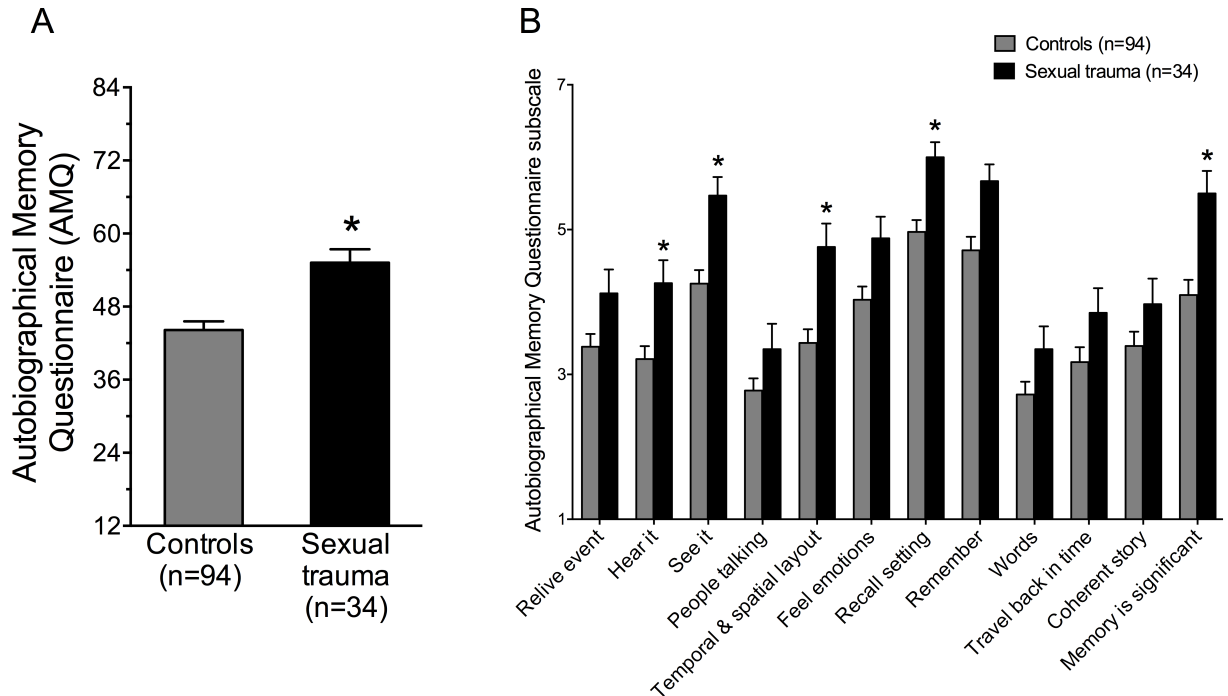 A
Autobiographical Memory
Questionnaire (AMQ)
84
72
60
48
36
24
12
*
Controls
(n=94)
Sexual
trauma
(n=34)
B
Controls (n=94)
Sexual trauma (n=34)
Autobiographical Memory Questionnaire subscale
7
5
3
1
*
*
*
*
*
Relive event
Hear it
See it
People talking
Temporal & spatial layout
Feel emotions
Recall setting
Remember
Words
Travel back in time
Coherent story
Memory is significant